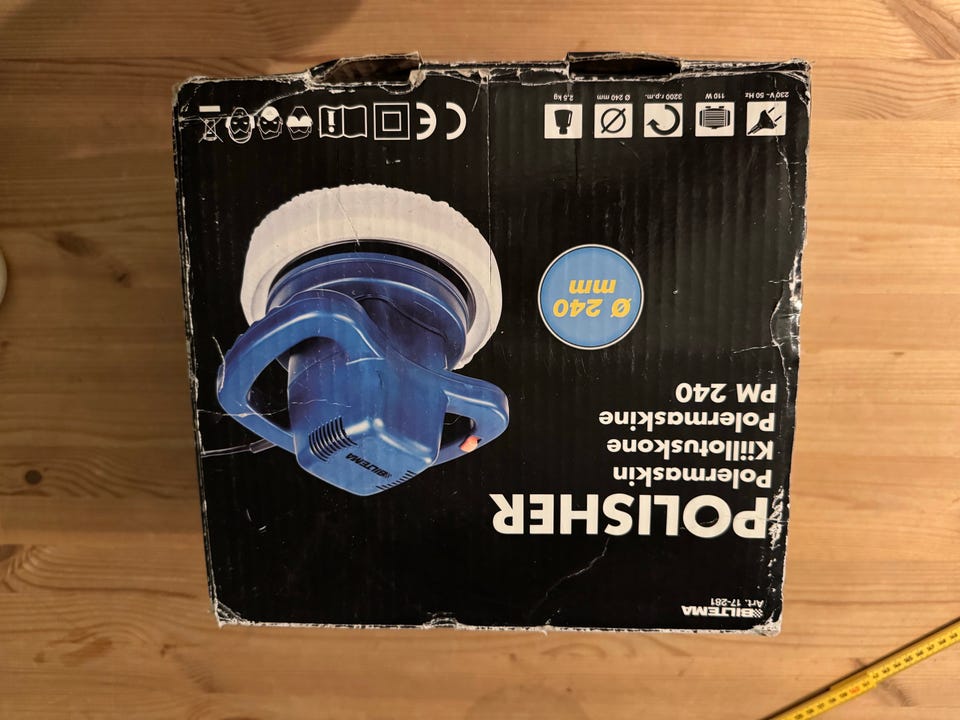 BILTEMA
Art. 17-281
POLISHER
Polermaskin
Kiillotuskone
Polermaskine
PM 240
Ø 240
mm
BILTEMA
230 V~ 50 Hz
110 W
3200 r.p.m.
Ø 240 mm
2.5 kg
CE